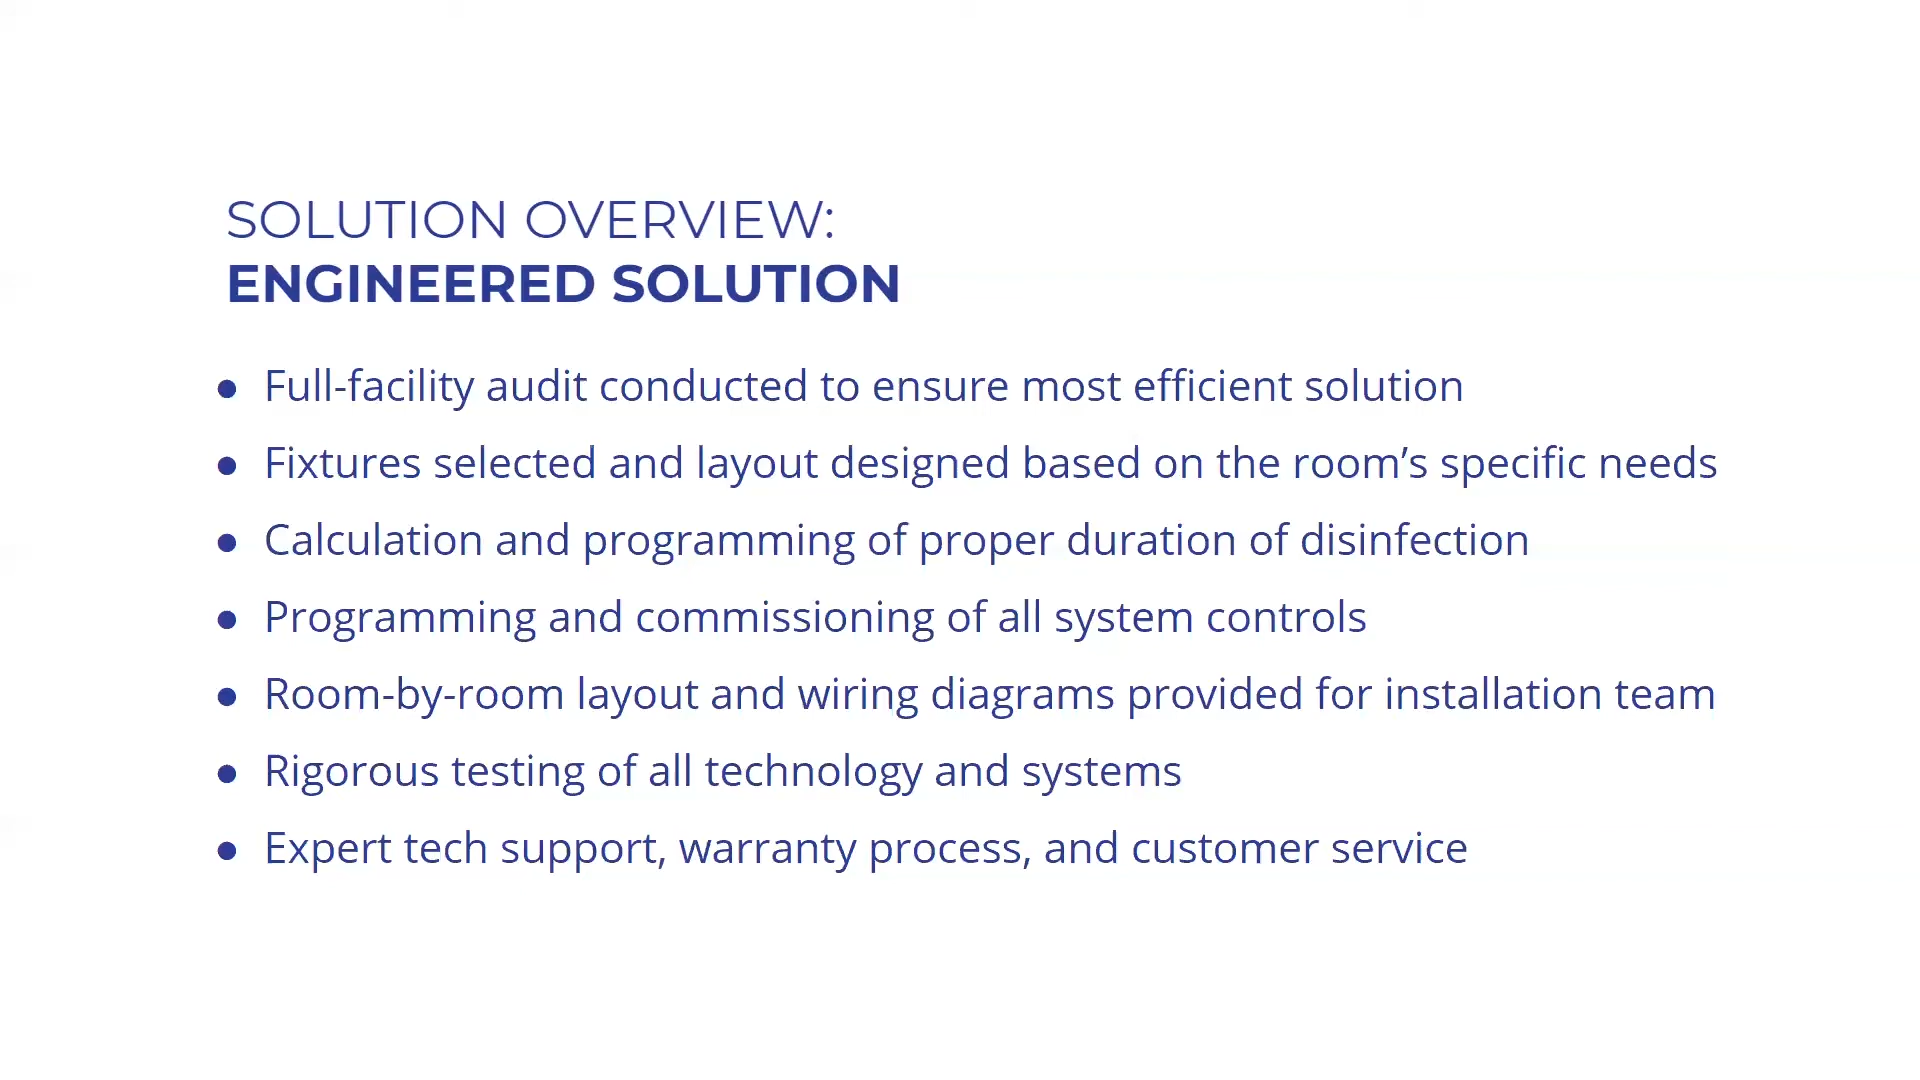 SOLUTION OVERVIEW:
ENGINEERED SOLUTION
● Full-facility audit conducted to ensure most efficient solution
● Fixtures selected and layout designed based on the room’s specific needs
● Calculation and programming of proper duration of disinfection
● Programming and commissioning of all system controls
● Room-by-room layout and wiring diagrams provided for installation team
● Rigorous testing of all technology and systems
● Expert tech support, warranty process, and customer service